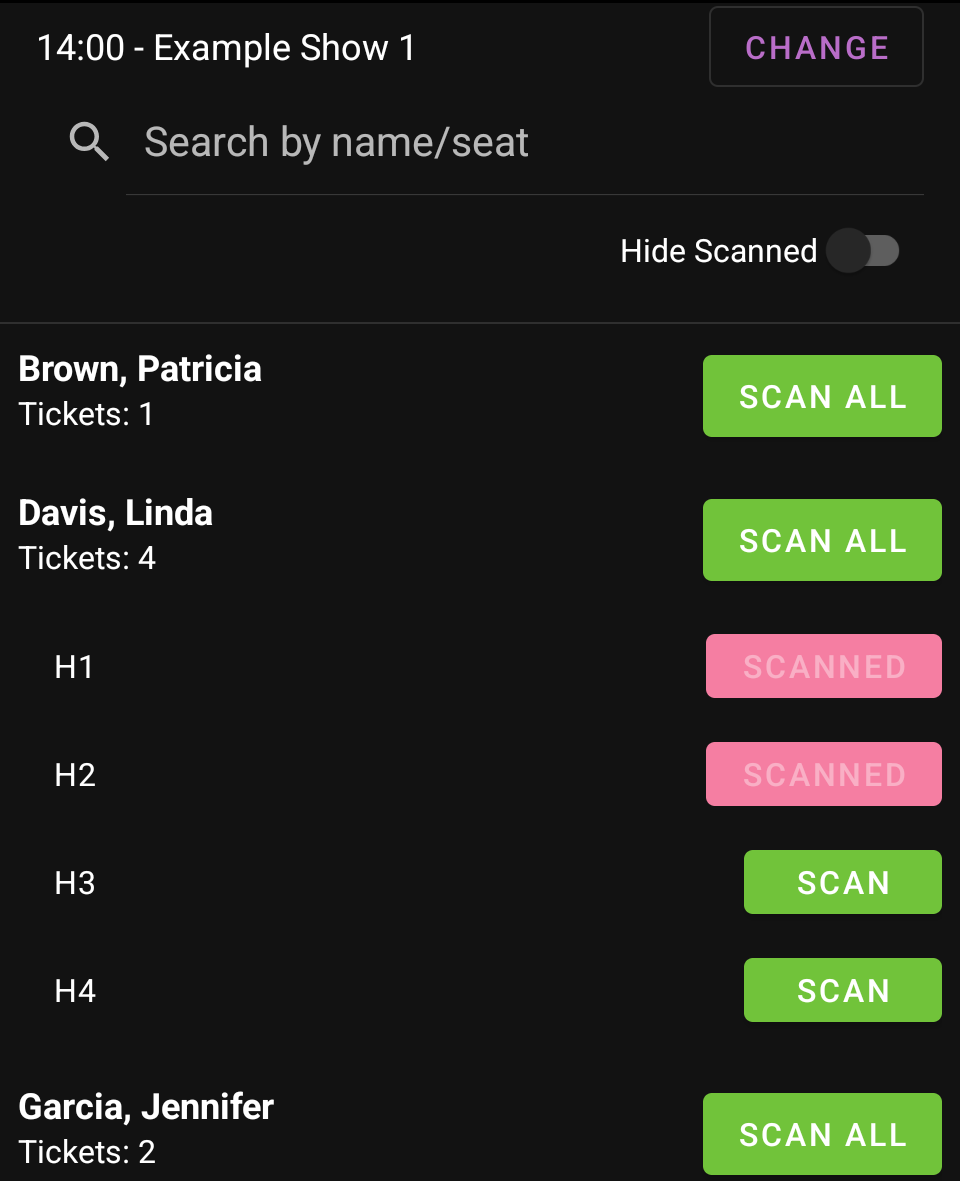 14:00 - Example Show 1
CHANGE
Search by name/seat
Hide Scanned
Brown, Patricia
Tickets: 1
SCAN ALL
Davis, Linda
Tickets: 4
SCAN ALL
H1
SCANNED
H2
SCANNED
H3
SCAN
H4
SCAN
Garcia, Jennifer
Tickets: 2
SCAN ALL